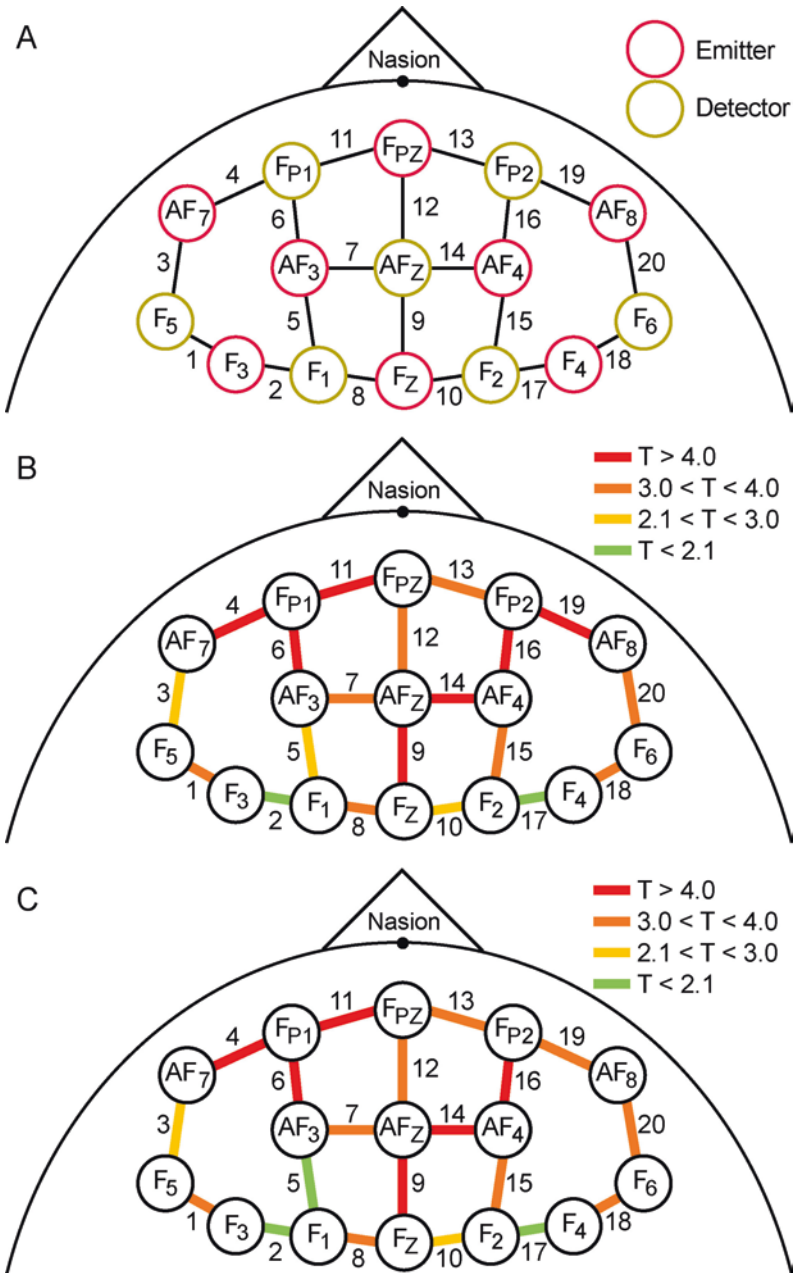 A
Nasion
Emitter
Detector
11 13
4 FP1 FPZ FP2 19
AF7 6 12 16 AF8
3 AF3 7 AFZ 14 AF4 20
F5 5 9 15 F6
1 F3 2 F1 8 FZ 10 F2 17 F4 18
B
Nasion
T > 4.0
3.0 < T < 4.0
2.1 < T < 3.0
T < 2.1
11 13
4 FP1 FPZ FP2 19
AF7 6 12 16 AF8
3 AF3 7 AFZ 14 AF4 20
F5 5 9 15 F6
1 F3 2 F1 8 FZ 10 F2 17 F4 18
C
Nasion
T > 4.0
3.0 < T < 4.0
2.1 < T < 3.0
T < 2.1
11 13
4 FP1 FPZ FP2 19
AF7 6 12 16 AF8
3 AF3 7 AFZ 14 AF4 20
F5 5 9 15 F6
1 F3 2 F1 8 FZ 10 F2 17 F4 18